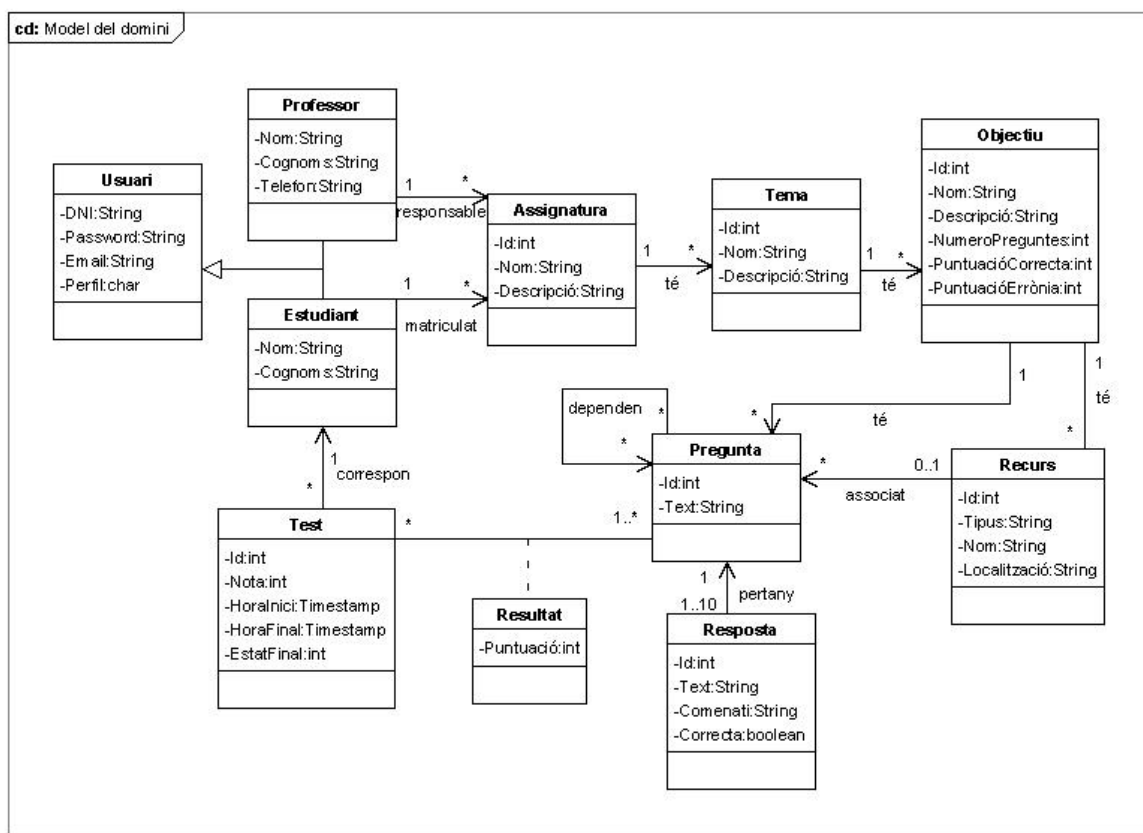 cd: Model del domini
Professor
-Nom:String
-Cognoms:String
-Telefon:String
Usuari
-DNI:String
-Password:String
-Email:String
-Perfil:char
1
*
responsable
Assignatura
-Id:int
-Nom:String
-Descripció:String
1
*
té
Tema
-Id:int
-Nom:String
-Descripció:String
1
*
té
Objectiu
-Id:int
-Nom:String
-Descripció:String
-NumeroPreguntes:int
-PuntuacióCorrecta:int
-PuntuacióErrònia:int
Estudiant
-Nom:String
-Cognoms:String
1
*
matriculat
1
té
*
1
té
*
dependen
*
*
Pregunta
-Id:int
-Text:String
*
0..1
associat
Recurs
-Id:int
-Tipus:String
-Nom:String
-Localització:String
1
correspon
*
Test
-Id:int
-Nota:int
-HoraInici:Timestamp
-HoraFinal:Timestamp
-EstatFinal:int
*
1..*
Resultat
-Puntuació:int
1
pertany
1..10
Resposta
-Id:int
-Text:String
-Comenati:String
-Correcta:boolean